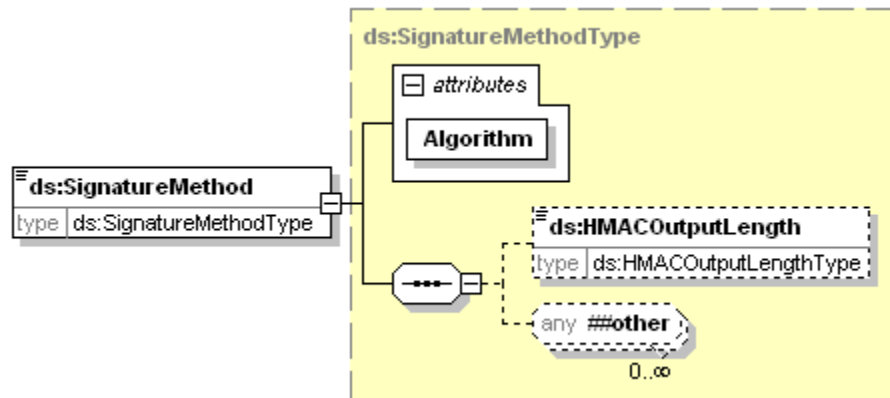 ds:SignatureMethodType
attributes
Algorithm
ds:SignatureMethod
type ds:SignatureMethodType
ds:HMACOutputLength
type ds:HMACOutputLengthType
any ##other
0..∞